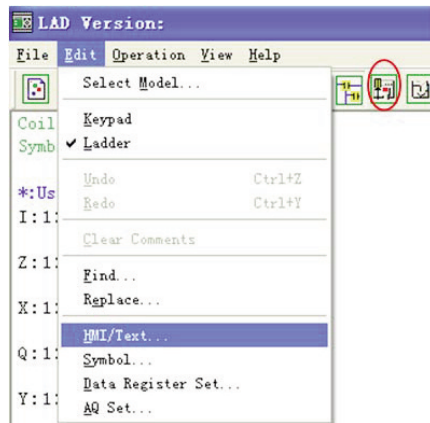 LAD Version:
File Edit Operation View Help
Select Model...
Coil
Keypad
Symb
✓ Ladder
Undo Ctrl+Z
*:Us
Redo Ctrl+Y
I:1
Clear Comments
Z:1
Find...
X:1
Replace...
HMI/Text...
Q:1
Symbol...
Data Register Set...
Y:1
AQ Set...